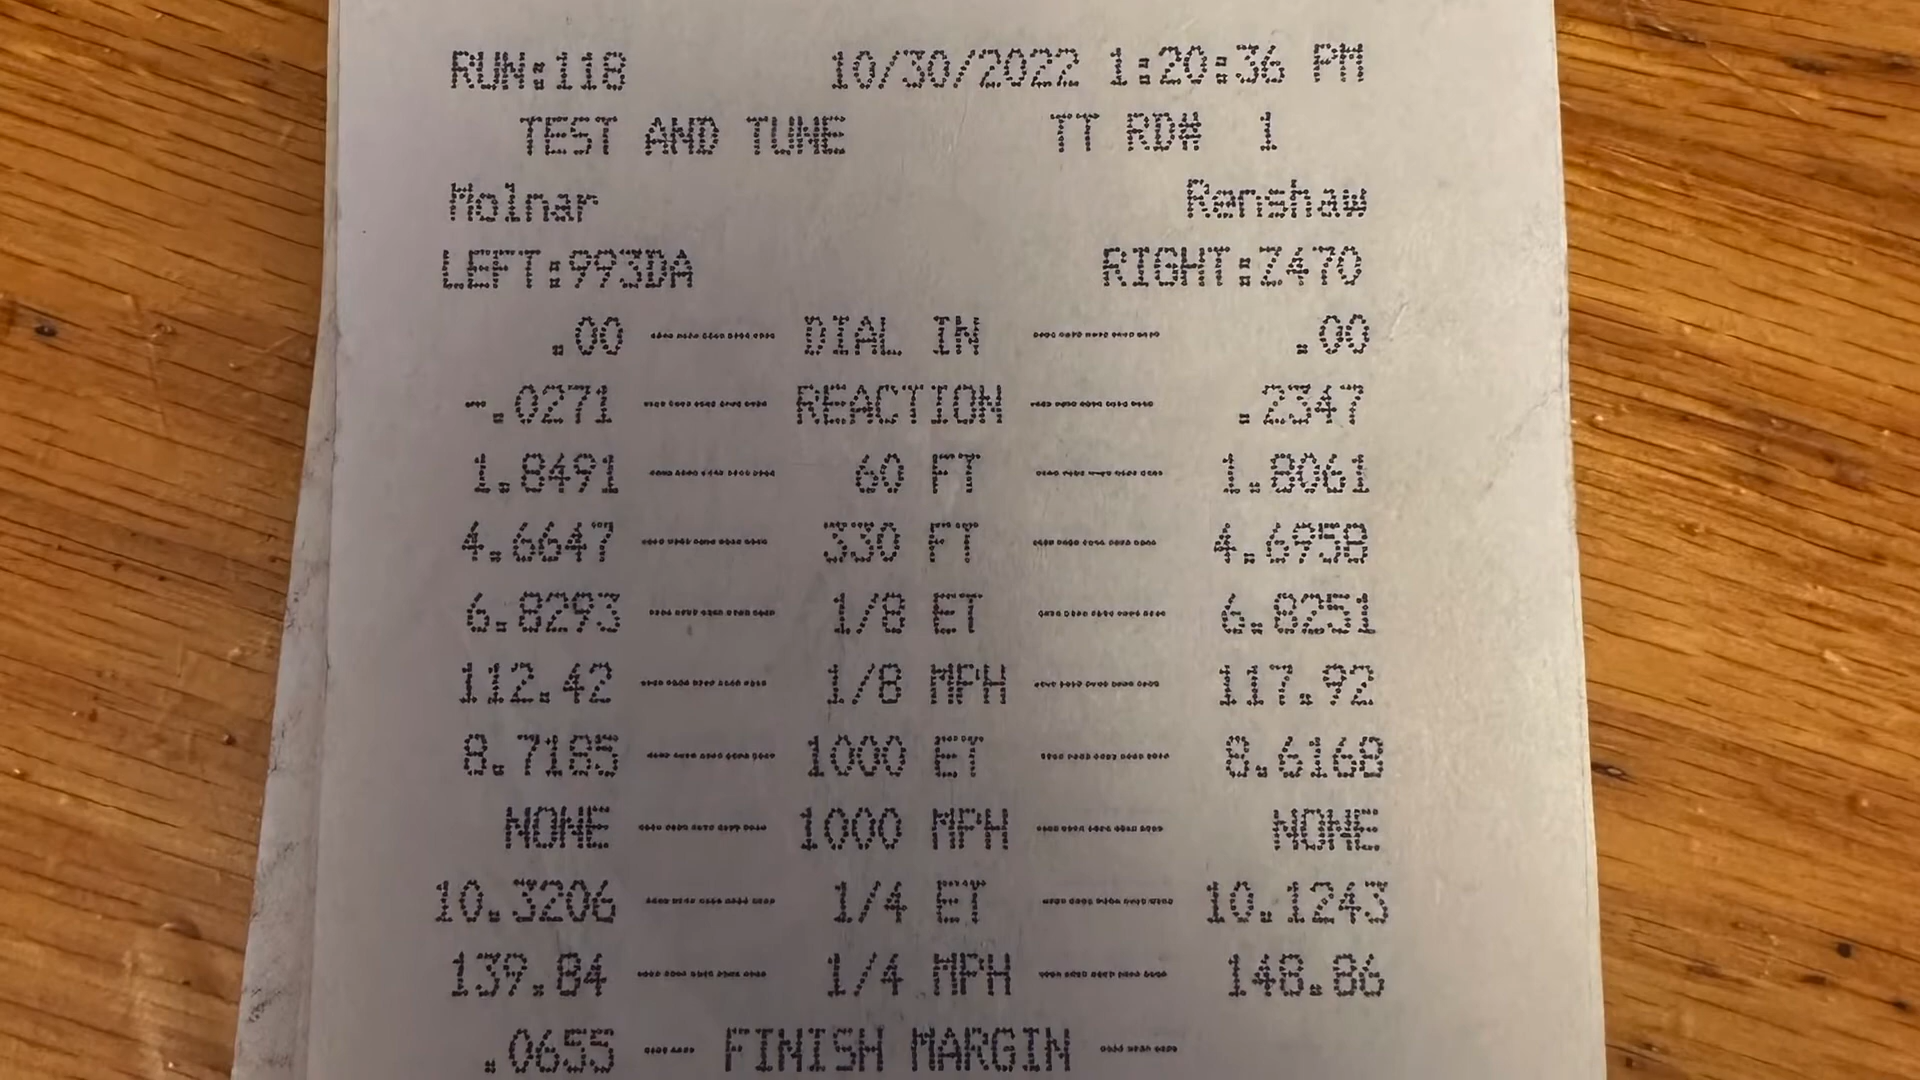 RUN:118 10/30/2022 1:20:36 PM
TEST AND TUNE TT RD# 1
Molnar Renshaw
LEFT:993DA RIGHT:Z470
.00 ---- DIAL IN ---- .00
-.0271 ---- REACTION ---- .2347
1.8491 ---- 60 FT ---- 1.8061
4.6647 ---- 330 FT ---- 4.6958
6.8293 ---- 1/8 ET ---- 6.8251
112.42 ---- 1/8 MPH ---- 117.92
8.7185 ---- 1000 ET ---- 8.6168
NONE ---- 1000 MPH ---- NONE
10.3206 ---- 1/4 ET ---- 10.1243
139.84 ---- 1/4 MPH ---- 148.86
.0655 -- FINISH MARGIN ---